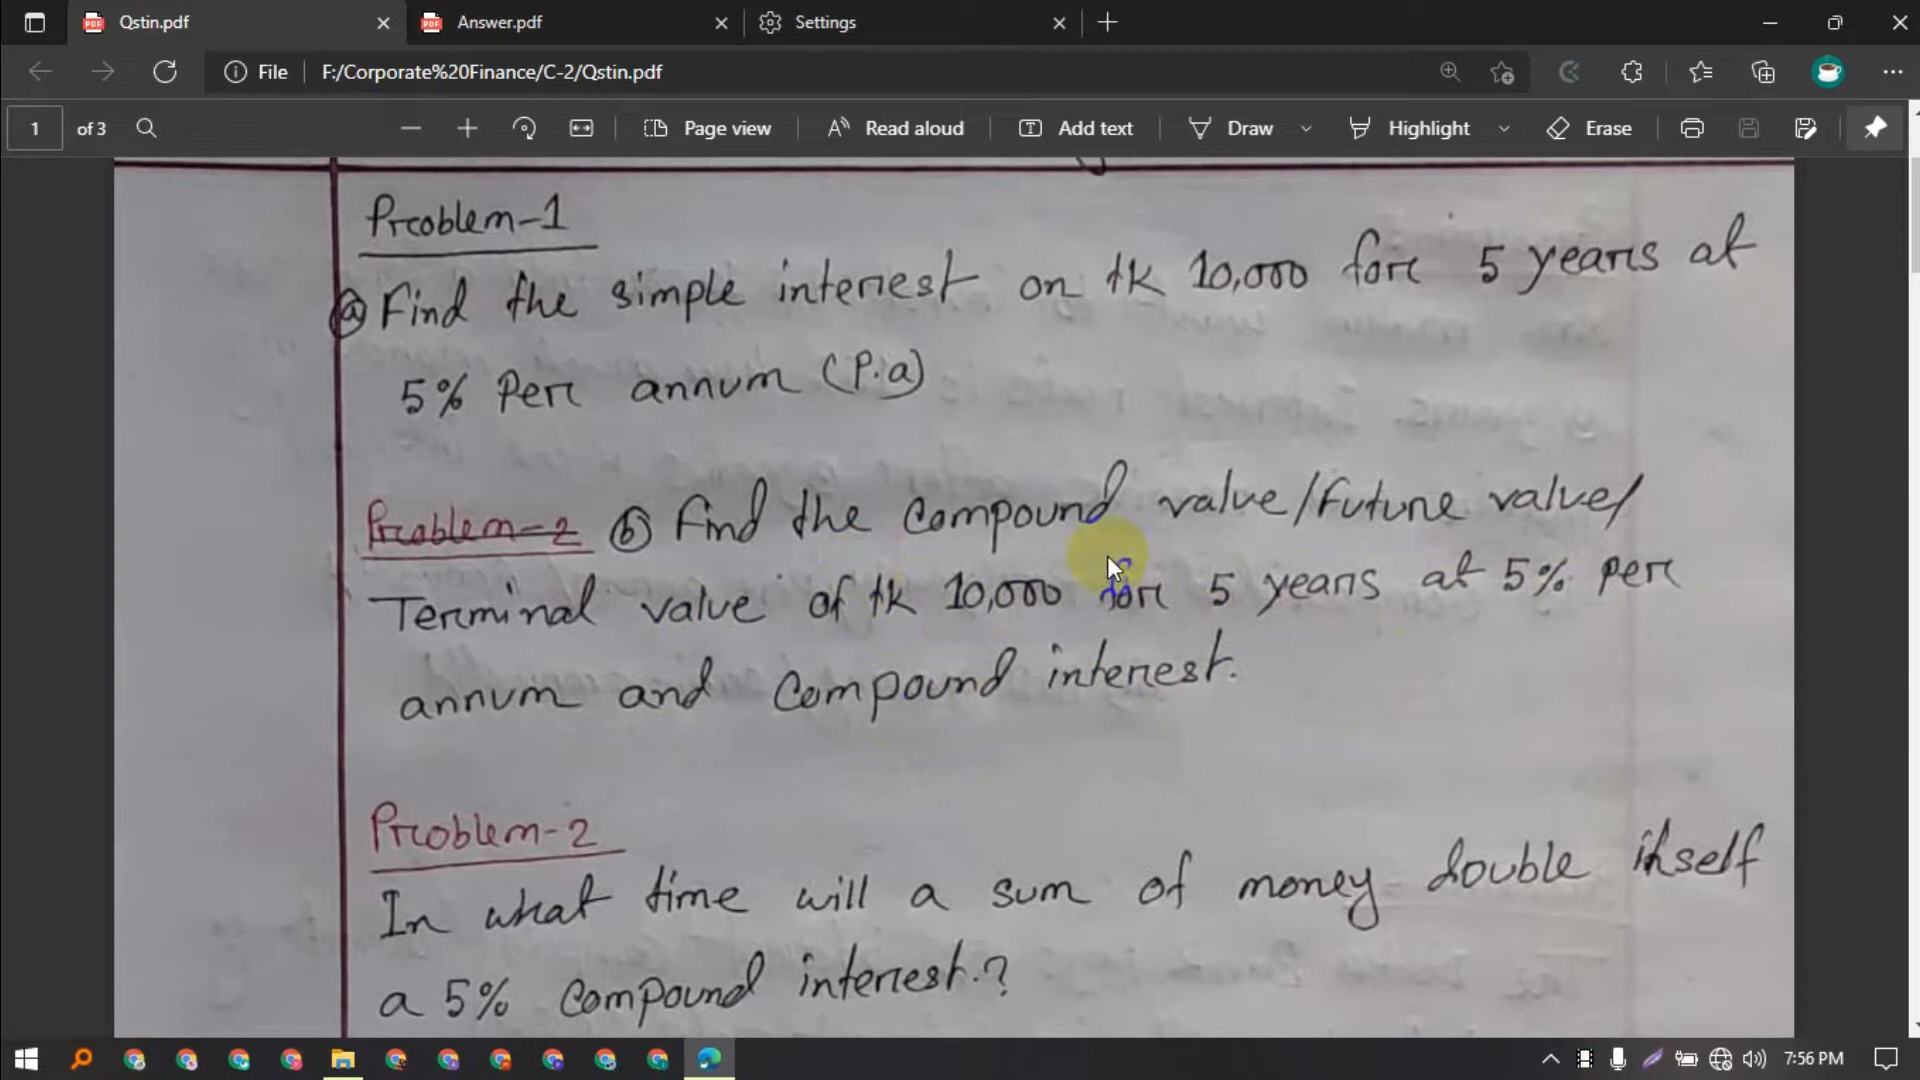 Qstin.pdf
Answer.pdf
Settings
File
F:/Corporate%20Finance/C-2/Qstin.pdf
1 of 3
Page view
Read aloud
Add text
Draw
Highlight
Erase
Problem-1
(a) Find the simple interest on tk 10,000 for 5 years at
5% Per annum (P.a)
Problem-2 (b) Find the compound value/Future value/
Terminal value of tk 10,000 for 5 years at 5% per
annum and compound interest.
Problem-2
In what time will a sum of money double itself
a 5% compound interest.?
7:56 PM